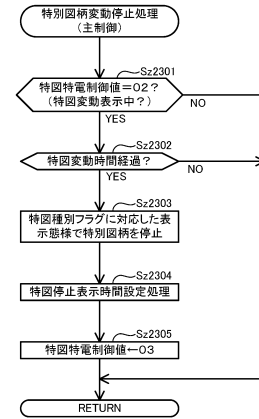 特別図柄変動停止処理
(主制御)
Sz2301
特図特電制御値＝02?
(特図変動表示中?)
NO
YES
Sz2302
特図変動時間経過?
NO
YES
Sz2303
特図種別フラグに対応した表
示態様で特別図柄を停止
Sz2304
特図停止表示時間設定処理
Sz2305
特図特電制御値←03
RETURN